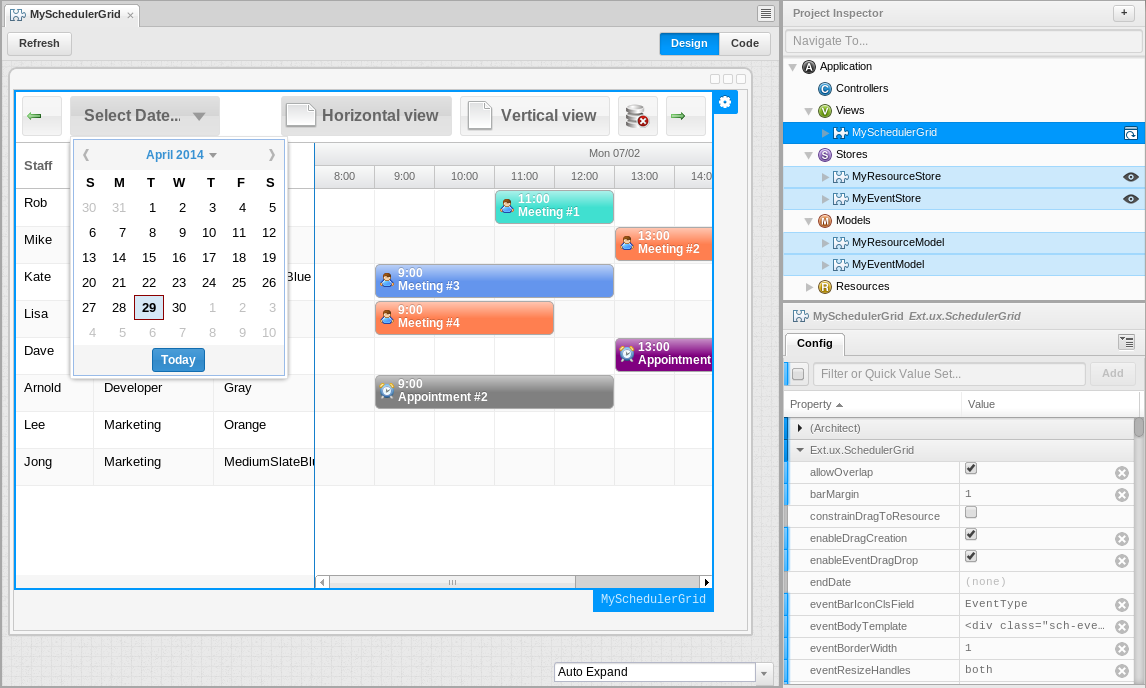 MySchedulerGrid
Refresh
Design
Code
Select Date...
Horizontal view
Vertical view
Staff
Mon 07/02
8:00
9:00
10:00
11:00
12:00
13:00
14:0
April 2014
S M T W T F S
30 31 1 2 3 4 5
6 7 8 9 10 11 12
13 14 15 16 17 18 19
20 21 22 23 24 25 26
27 28 29 30 1 2 3
4 5 6 7 8 9 10
Today
Rob
11:00
Meeting #1
Mike
13:00
Meeting #2
Kate
Blue
9:00
Meeting #3
Lisa
9:00
Meeting #4
Dave
13:00
Appointment
Arnold Developer Gray
9:00
Appointment #2
Lee Marketing Orange
Jong Marketing MediumSlateBlu
MySchedulerGrid
Auto Expand
Project Inspector
+
Navigate To...
A Application
C Controllers
V Views
MySchedulerGrid
S Stores
MyResourceStore
MyEventStore
M Models
MyResourceModel
MyEventModel
R Resources
MySchedulerGrid Ext.ux.SchedulerGrid
Config
Filter or Quick Value Set...
Add
Property Value
(Architect)
Ext.ux.SchedulerGrid
allowOverlap
barMargin 1
constrainDragToResource
enableDragCreation
enableEventDragDrop
endDate (none)
eventBarIconClsField EventType
eventBodyTemplate <div class="sch-eve...
eventBorderWidth 1
eventResizeHandles both